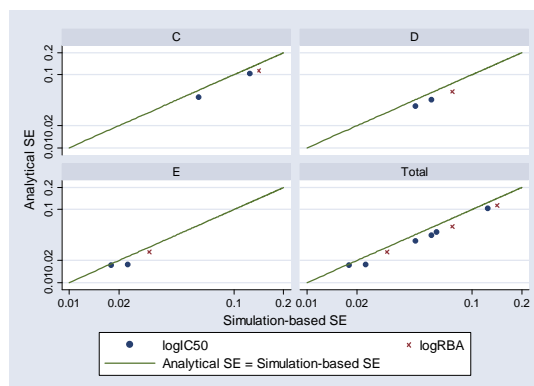 C
D
0.010.02 0.1 0.2
E
Total
0.010.02 0.1 0.2
0.01 0.02 0.1 0.2
0.01 0.02 0.1 0.2
Analytical SE
Simulation-based SE
logIC50
logRBA
Analytical SE = Simulation-based SE